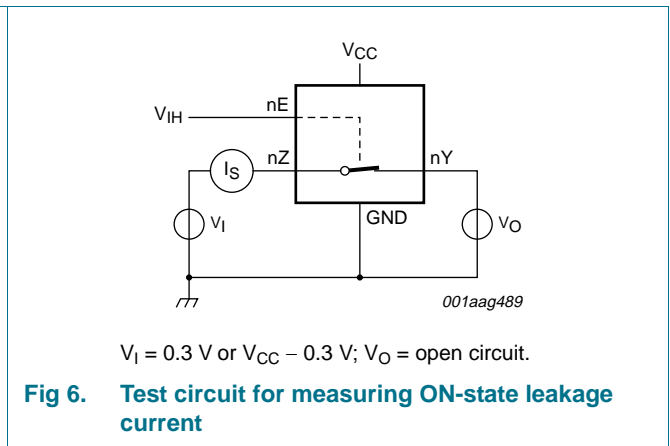 VCC
VIH
nE
nZ
nY
IS
VI
GND
VO
001aag489
VI = 0.3 V or VCC − 0.3 V; VO = open circuit.
Fig 6. Test circuit for measuring ON-state leakage
current